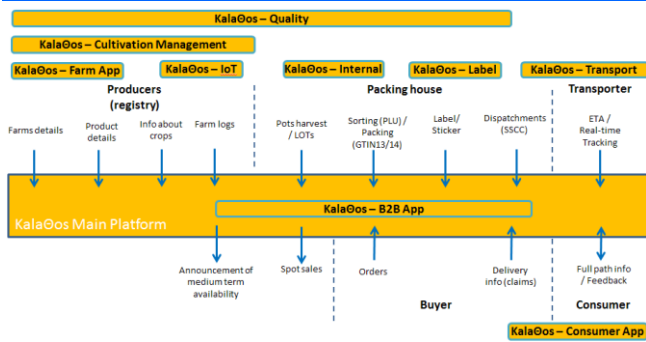 KalaΘos – Quality
KalaΘos – Cultivation Management
KalaΘos – Farm App
KalaΘos – IoT
KalaΘos – Internal
KalaΘos – Label
KalaΘos – Transport
Producers
(registry)
Packing house
Transporter
Farms details
Product
details
Info about
crops
Farm logs
Pots harvest
/ LOTs
Sorting (PLU) /
Packing
(GTIN13/14)
Label/
Sticker
Dispatchments
(SSCC)
ETA /
Real-time
Tracking
KalaΘos – B2B App
KalaΘos Main Platform
Announcement of
medium term
availability
Spot sales
Orders
Delivery
info (claims)
Full path info
/ Feedback
Buyer
Consumer
KalaΘos – Consumer App